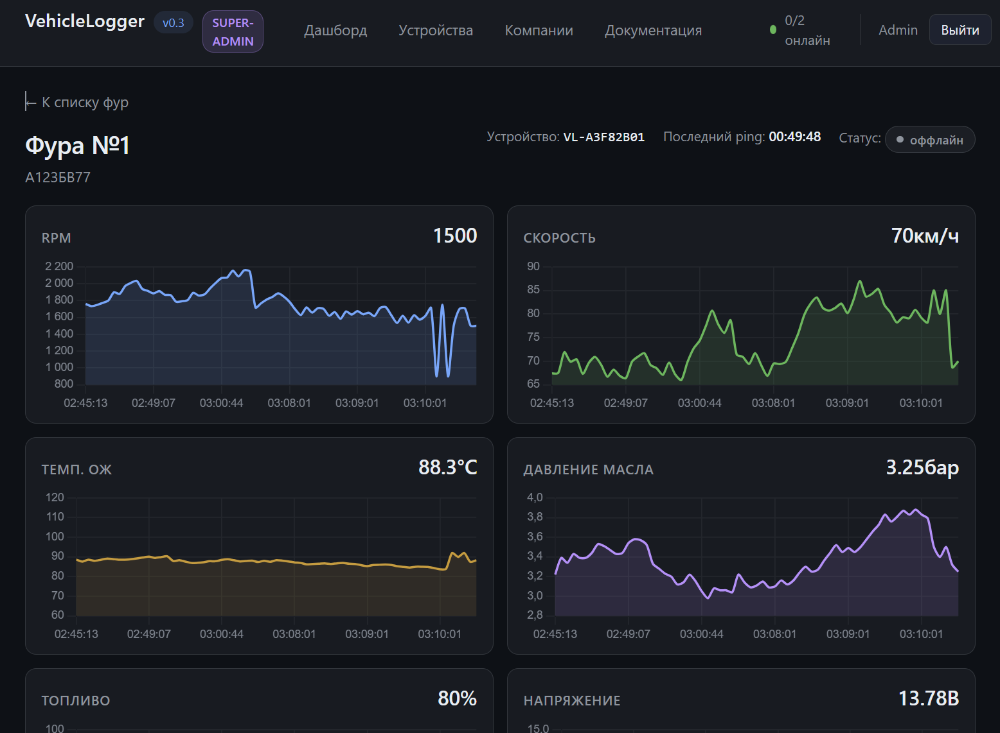 VehicleLogger v0.3 SUPER-ADMIN Дашборд Устройства Компании Документация 0/2 онлайн Admin Выйти
← К списку фур
Фура №1
Устройство: VL-A3F82B01 Последний ping: 00:49:48 Статус: оффлайн
А123БВ77
RPM 1500
2 200
2 000
1 800
1 600
1 400
1 200
1 000
800
02:45:13 02:49:07 03:00:44 03:08:01 03:09:01 03:10:01
СКОРОСТЬ 70км/ч
90
85
80
75
70
65
02:45:13 02:49:07 03:00:44 03:08:01 03:09:01 03:10:01
ТЕМП. ОЖ 88.3°C
120
110
100
90
80
70
60
02:45:13 02:49:07 03:00:44 03:08:01 03:09:01 03:10:01
ДАВЛЕНИЕ МАСЛА 3.25бар
4,0
3,8
3,6
3,4
3,2
3,0
2,8
02:45:13 02:49:07 03:00:44 03:08:01 03:09:01 03:10:01
ТОПЛИВО 80%
100
НАПРЯЖЕНИЕ 13.78В
15,0